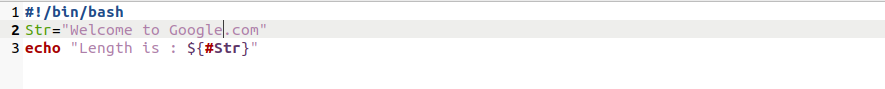 1 #!/bin/bash
2 Str="Welcome to Google.com"
3 echo "Length is : ${#Str}"